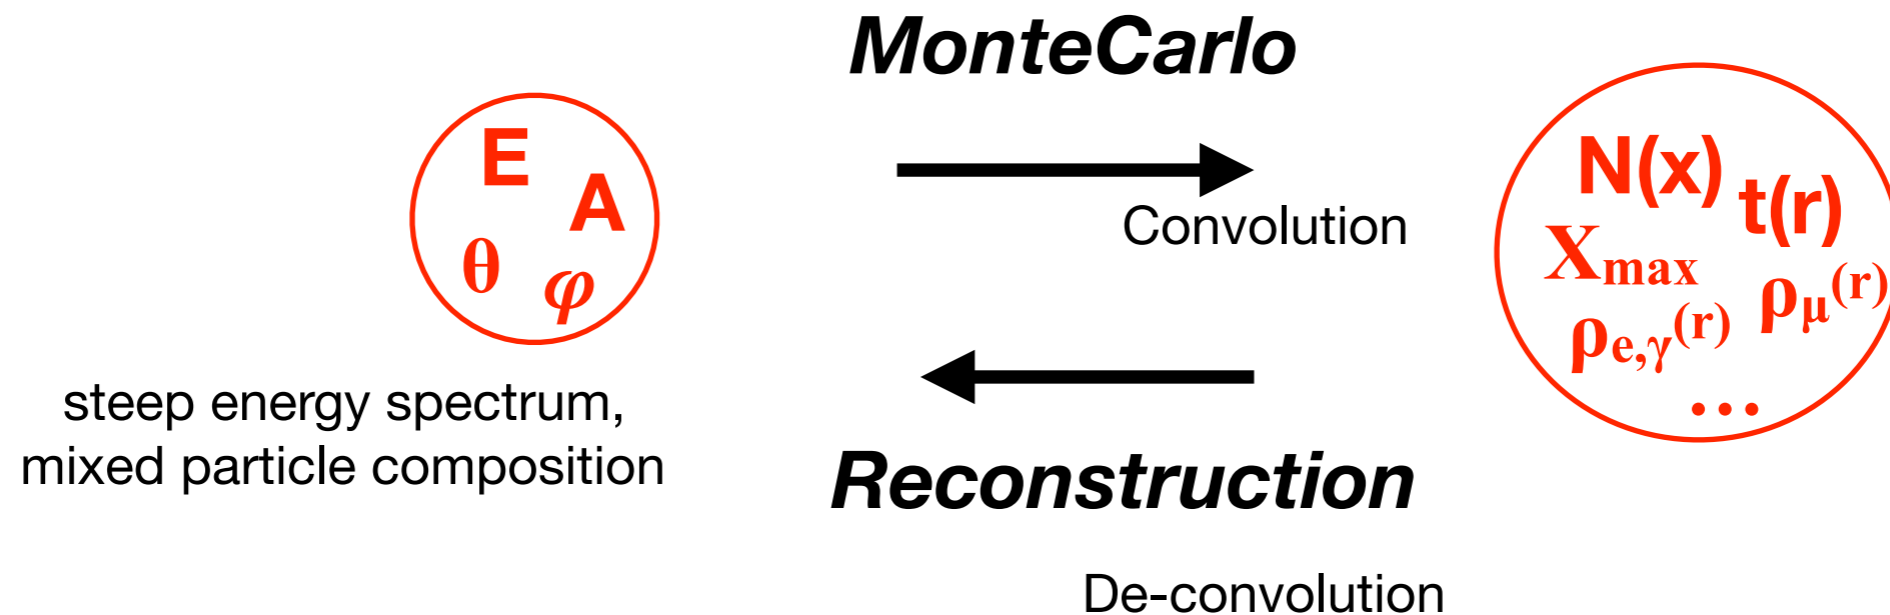 MonteCarlo
E
A
θ
φ
Convolution
N(x)
t(r)
Xmax
ρμ(r)
ρe,γ(r)
...
steep energy spectrum,
mixed particle composition
Reconstruction
De-convolution